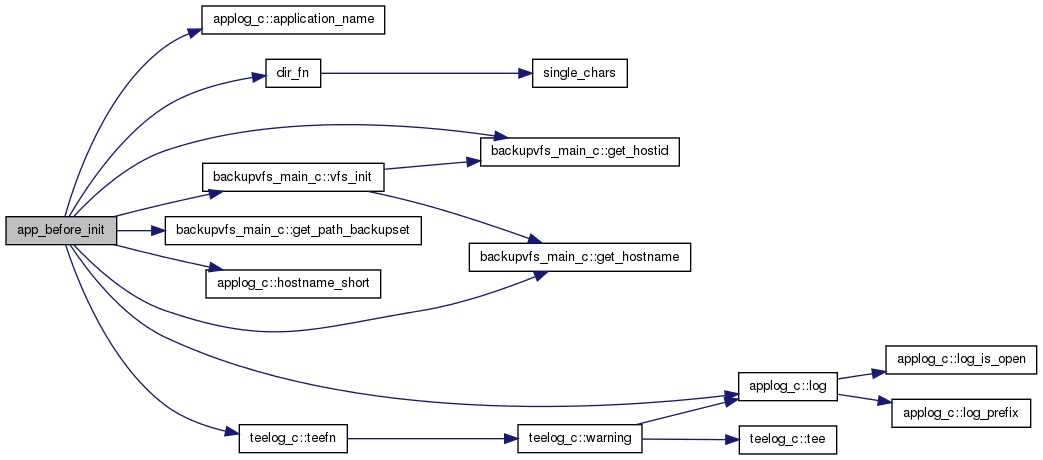 applog_c::application_name
dir_fn
single_chars
backupvfs_main_c::get_hostid
backupvfs_main_c::vfs_init
app_before_init
backupvfs_main_c::get_path_backupset
backupvfs_main_c::get_hostname
applog_c::hostname_short
applog_c::log_is_open
applog_c::log
applog_c::log_prefix
teelog_c::teefn
teelog_c::warning
teelog_c::tee